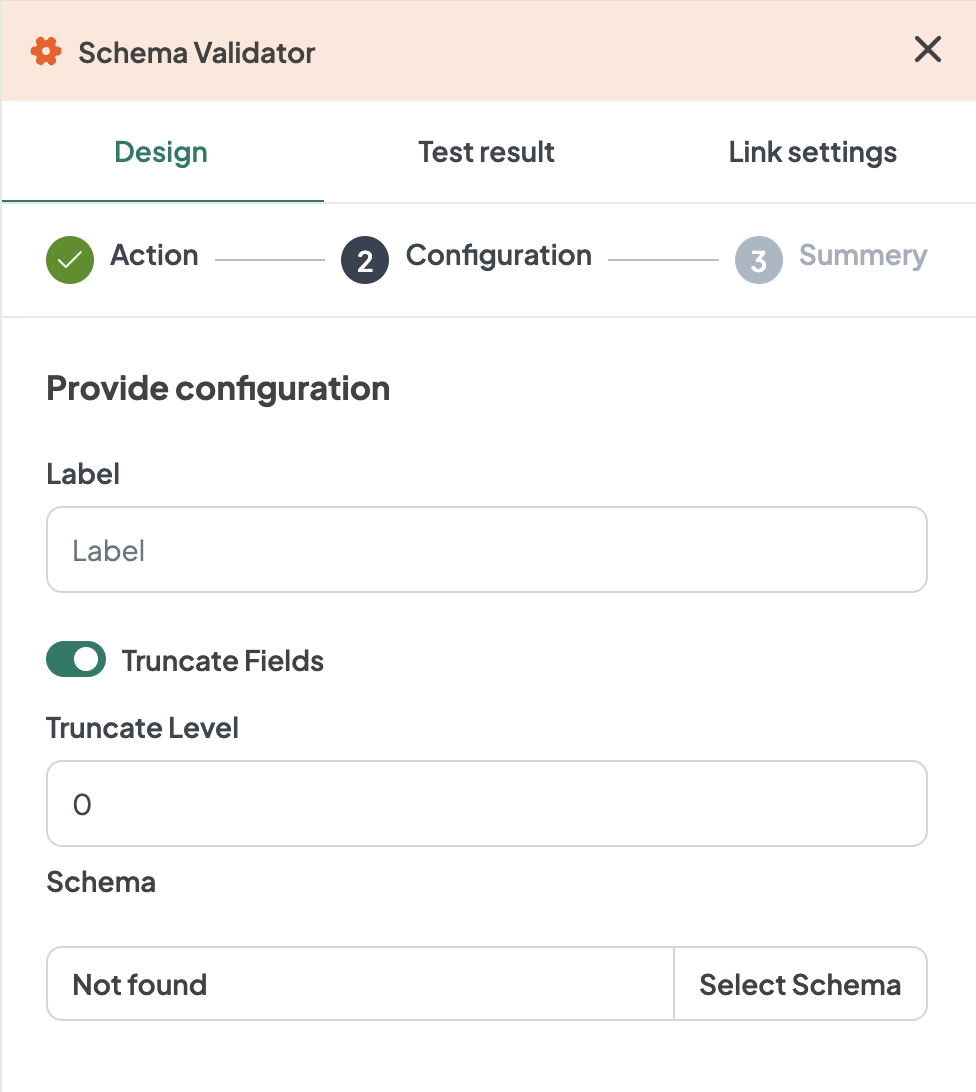 Schema Validator
Design Test result Link settings
Action 2 Configuration 3 Summery
Provide configuration
Label
Label
Truncate Fields
Truncate Level
0
Schema
Not found Select Schema